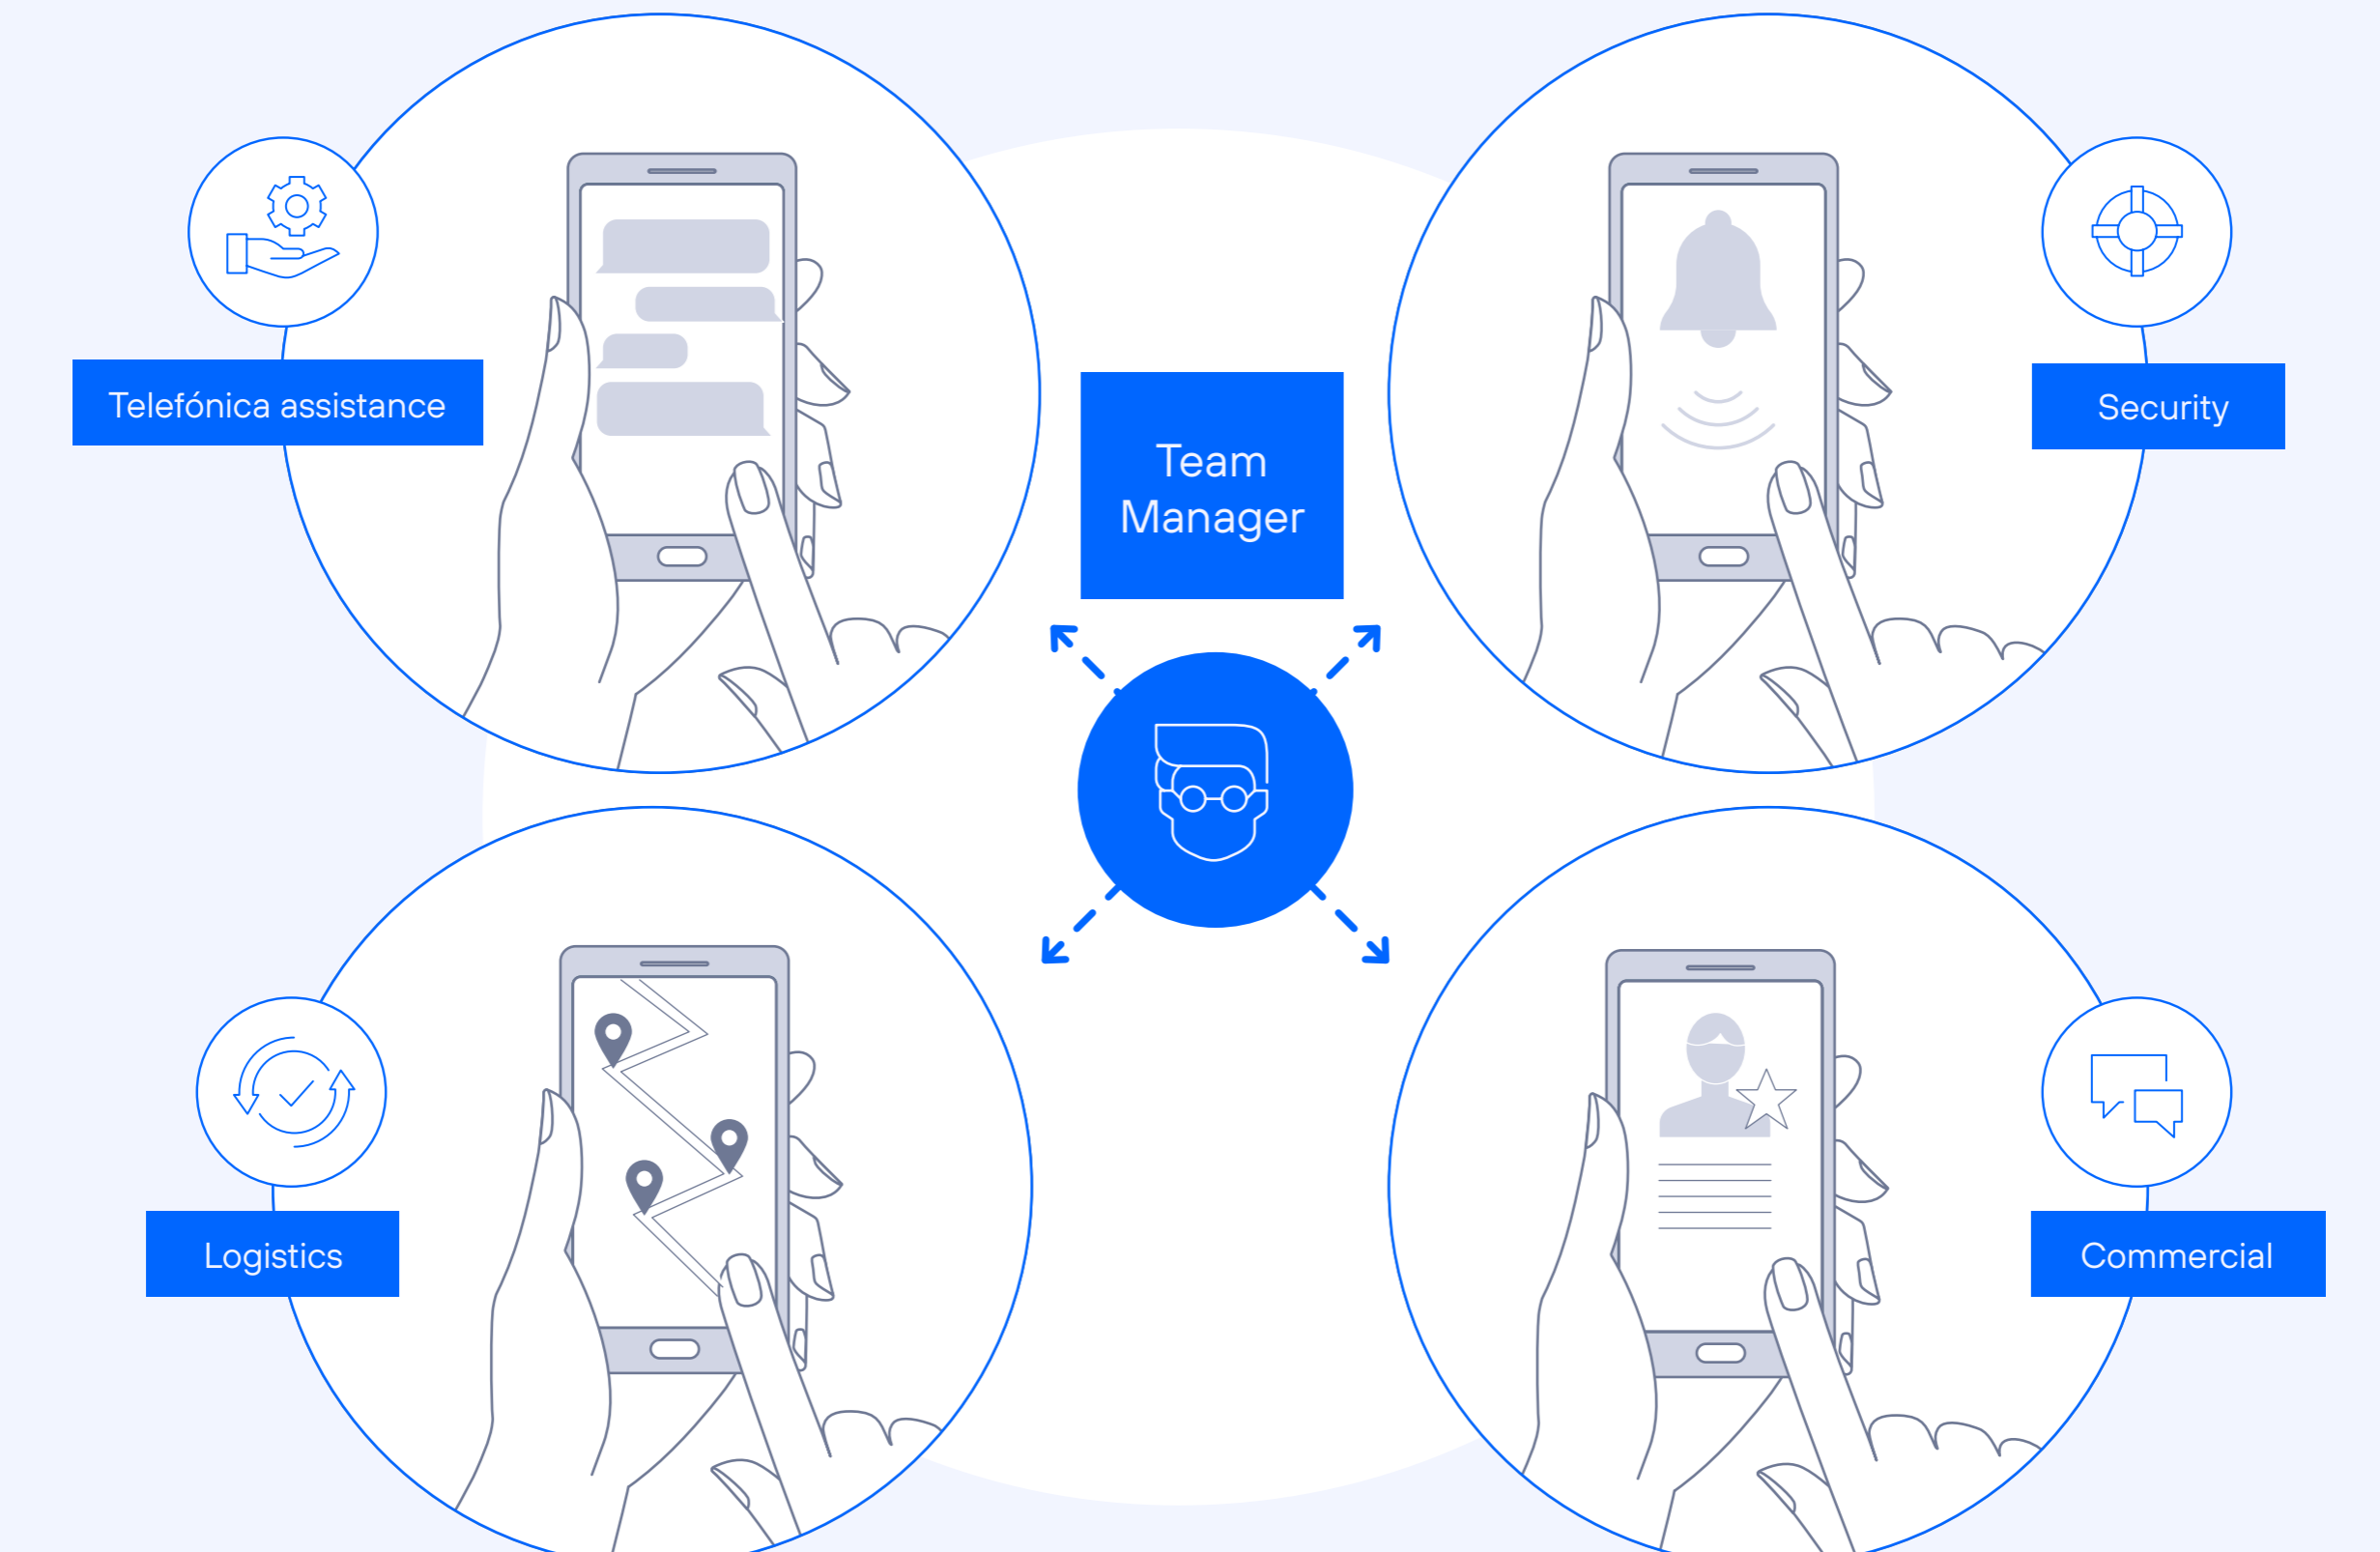 Telefónica assistance
Security
Team
Manager
Logistics
Commercial